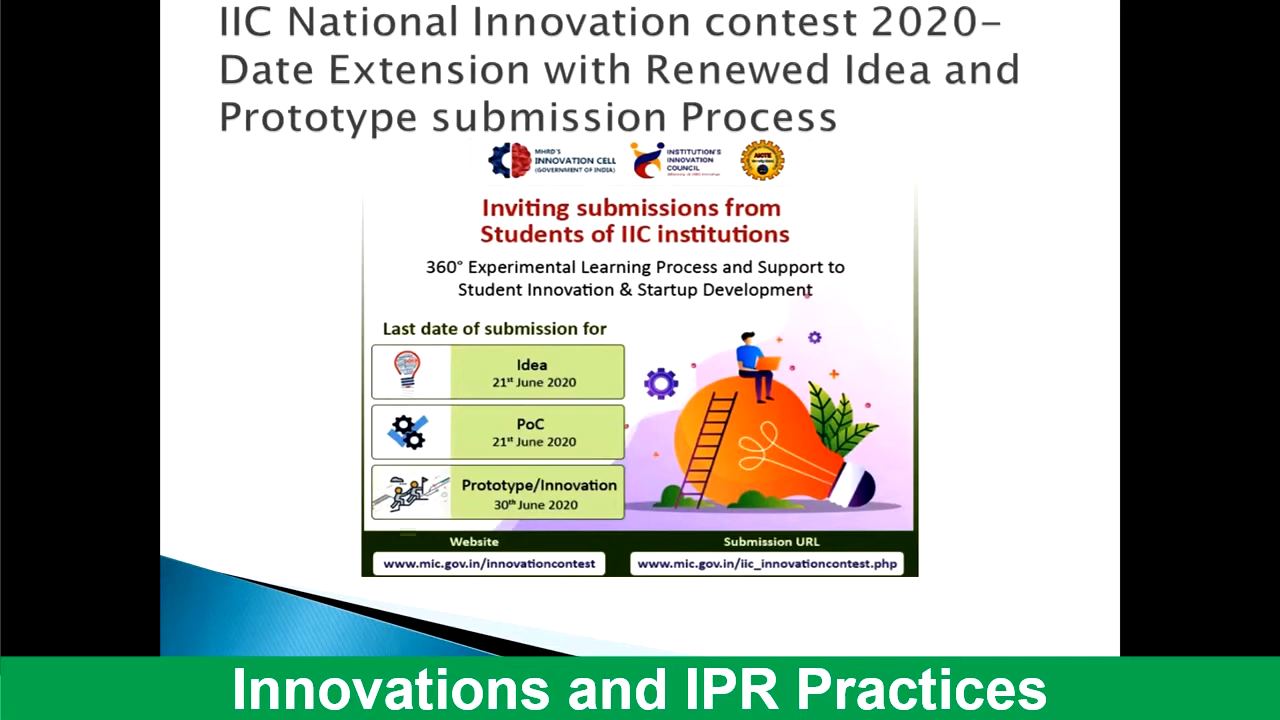 IIC National Innovation contest 2020-
Date Extension with Renewed Idea and
Prototype submission Process
MHRD'S
INNOVATION CELL
(GOVERNMENT OF INDIA)
INSTITUTION'S
INNOVATION
COUNCIL
AICTE
Inviting submissions from
Students of IIC institutions
360° Experimental Learning Process and Support to
Student Innovation & Startup Development
Last date of submission for
Idea
21st June 2020
PoC
21st June 2020
Prototype/Innovation
30th June 2020
Website
Submission URL
www.mic.gov.in/innovationcontest
www.mic.gov.in/iic_innovationcontest.php
Innovations and IPR Practices